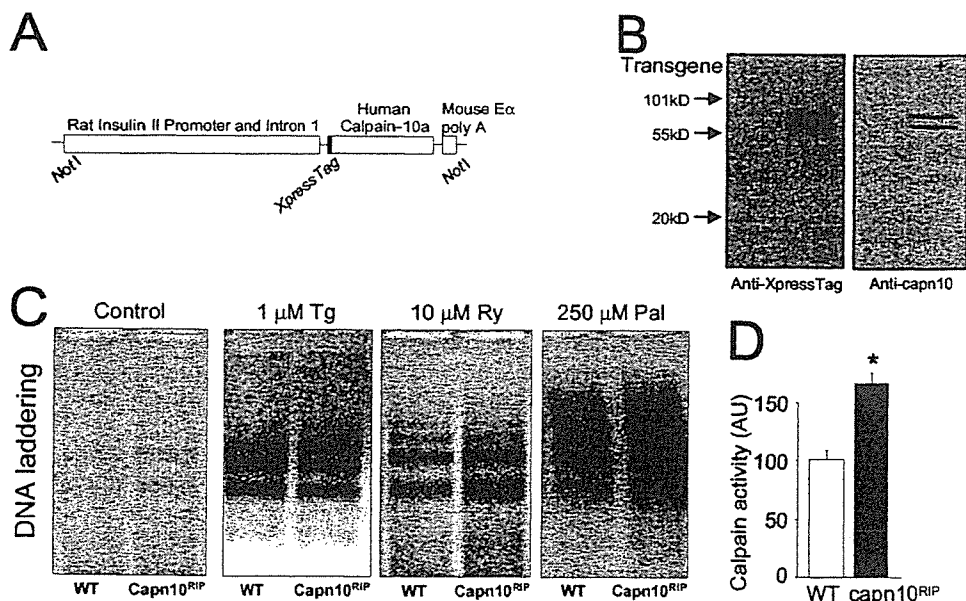 A
Rat Insulin II Promoter and Intron 1
Human
Calpain-10a
Mouse Eα
poly A
NotI
XpressTag
NotI
B
Transgene
+
101kD
55kD
20kD
Anti-XpressTag
Anti-capn10
C
Control
1 μM Tg
10 μM Ry
250 μM Pal
DNA laddering
WT
Capn10RIP
WT
Capn10RIP
WT
Capn10RIP
WT
Capn10RIP
D
*
Calpain activity (AU)
150
100
50
0
WT
capn10RIP